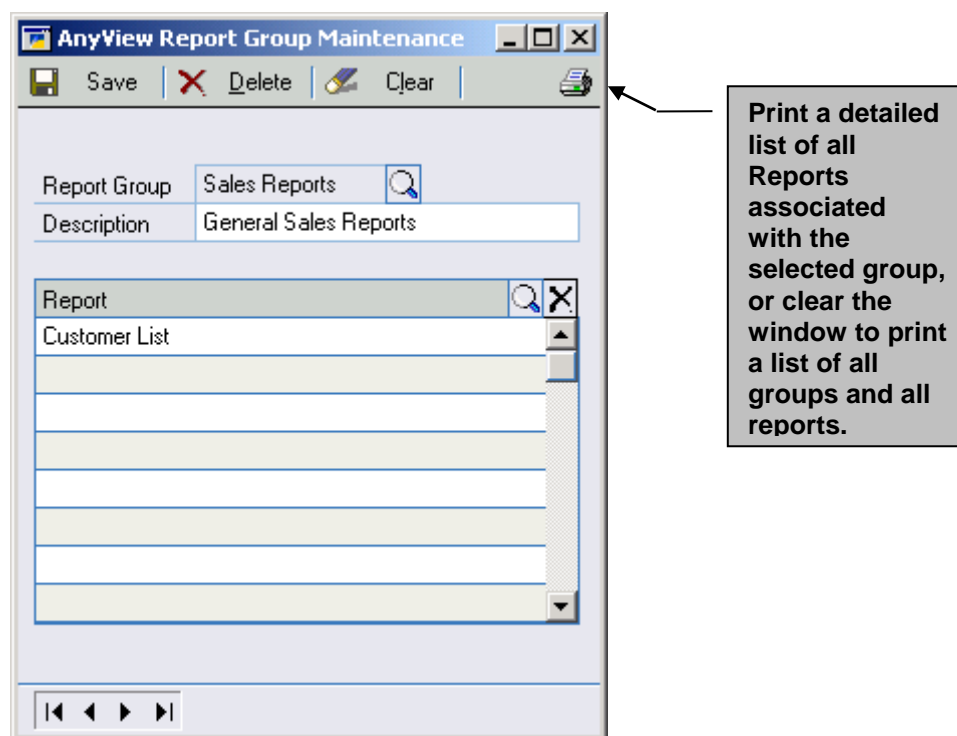 AnyView Report Group Maintenance
Save Delete Clear
Report Group Sales Reports
Description General Sales Reports
Report
Customer List
Print a detailed
list of all
Reports
associated
with the
selected group,
or clear the
window to print
a list of all
groups and all
reports.